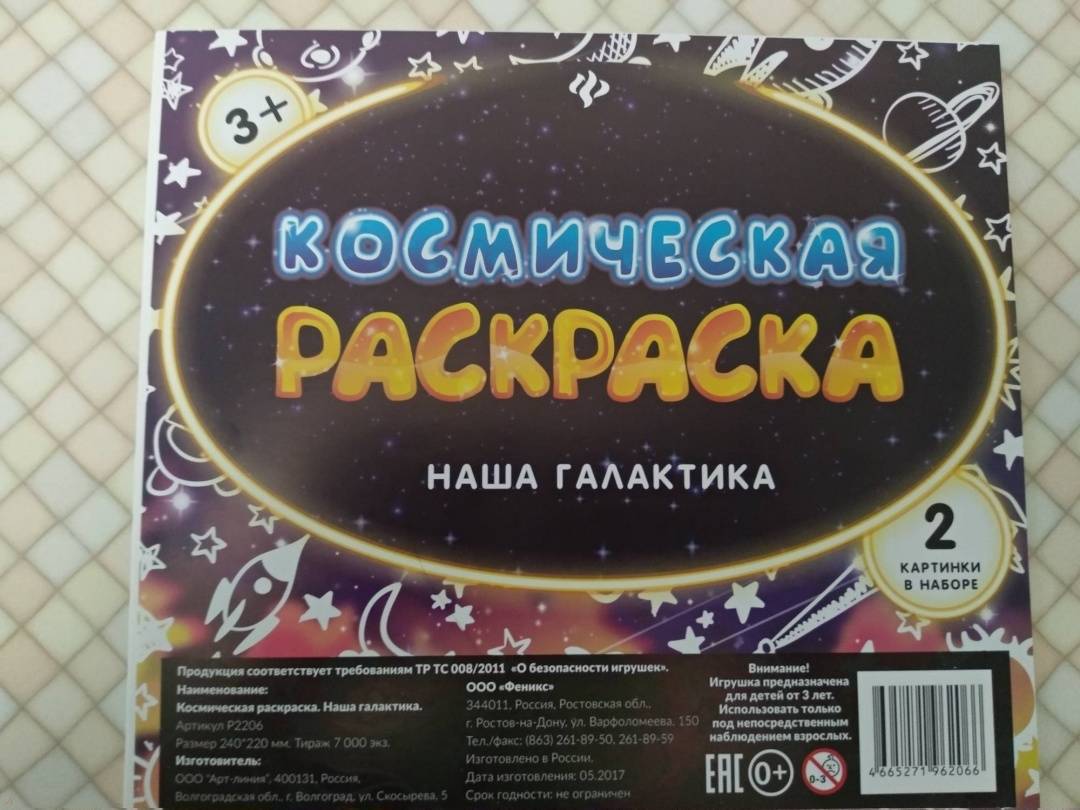 3+
КОСМИЧЕСКАЯ
РАСКРАСКА
НАША ГАЛАКТИКА
2
КАРТИНКИ
В НАБОРЕ
Продукция соответствует требованиям ТР ТС 008/2011 «О безопасности игрушек».
Наименование:
Космическая раскраска. Наша галактика.
Артикул Р2206
Размер 240*220 мм. Тираж 7 000 экз.
Изготовитель:
ООО "Арт-линия", 400131, Россия,
Волгоградская обл., г. Волгоград, ул. Скосырева, 5
ООО «Феникс»
344011, Россия, Ростовская обл.,
г. Ростов-на-Дону, ул. Варфоломеева, 150
Тел./факс: (863) 261-89-50, 261-89-59
Изготовлено в России.
Дата изготовления: 05.2017
Срок годности: не ограничен
Внимание!
Игрушка предназначена
для детей от 3 лет.
Использовать только
под непосредственным
наблюдением взрослых.
EAC 0+ 0-3
4 665271 962066